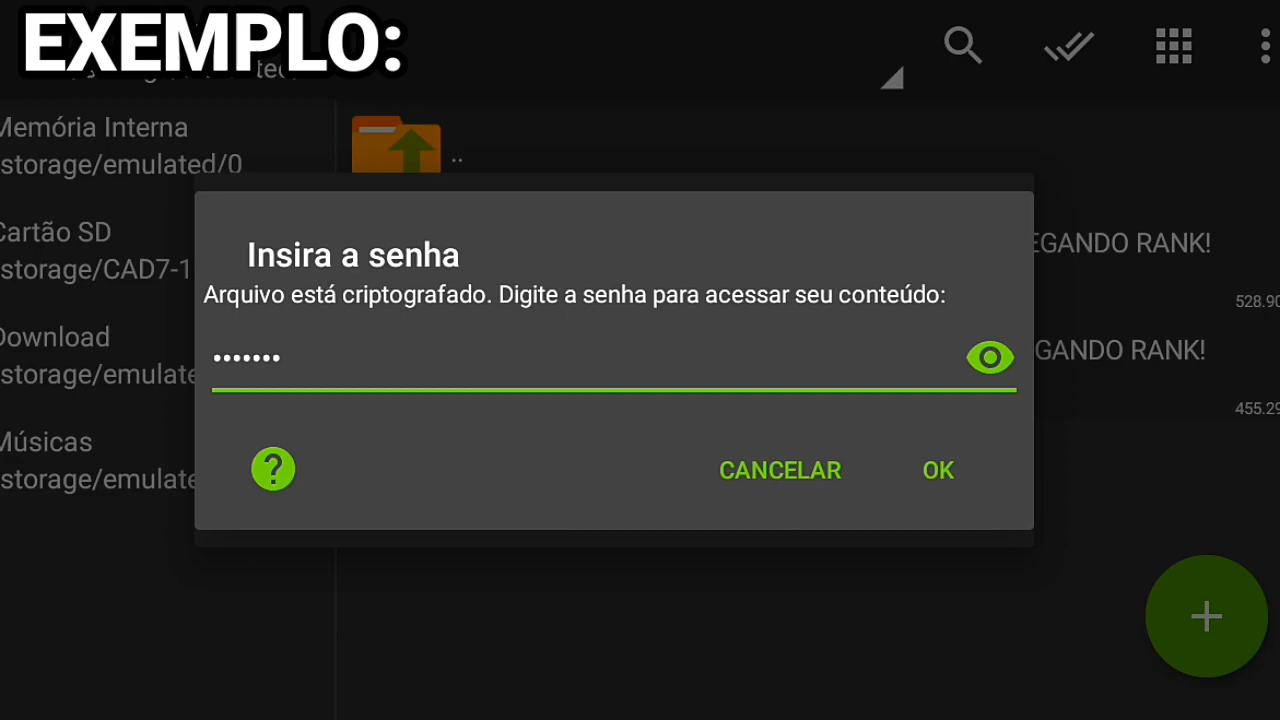 EXEMPLO:
Memória Interna
storage/emulated/0
..
Cartão SD
storage/CAD7-1
EGANDO RANK!
528.90
Download
storage/emulate
GANDO RANK!
455.29
Músicas
storage/emulate
Insira a senha
Arquivo está criptografado. Digite a senha para acessar seu conteúdo:
•••••••
?
CANCELAR
OK
+